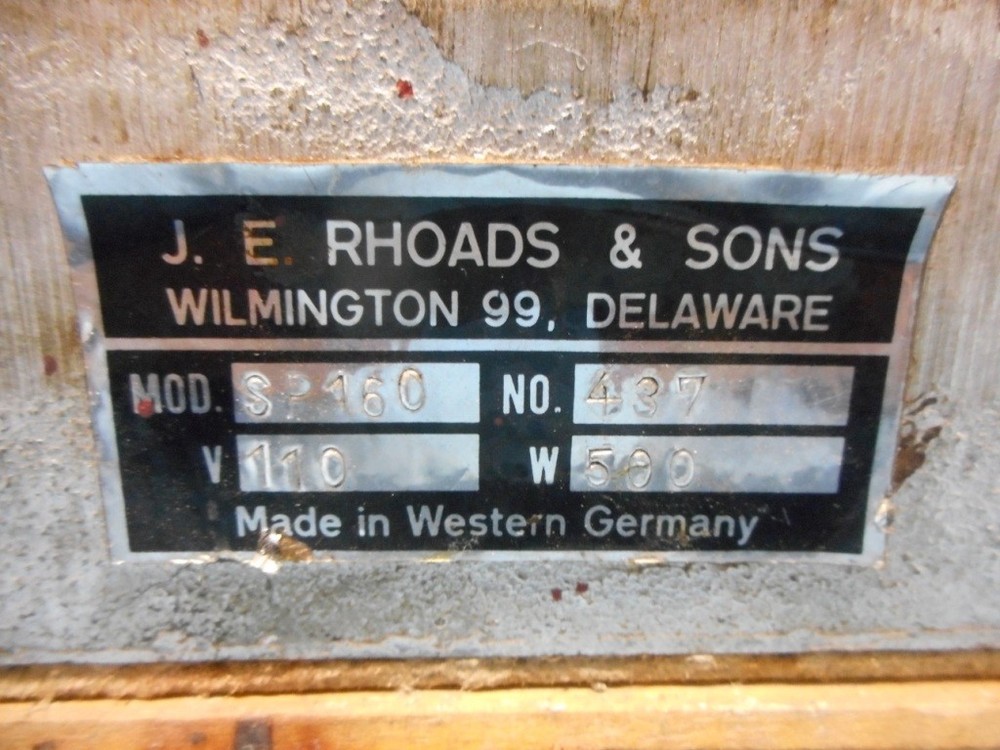 J. E. RHOADS & SONS
WILMINGTON 99, DELAWARE
MOD. SP160 NO. 437
V 110 W 500
Made in Western Germany